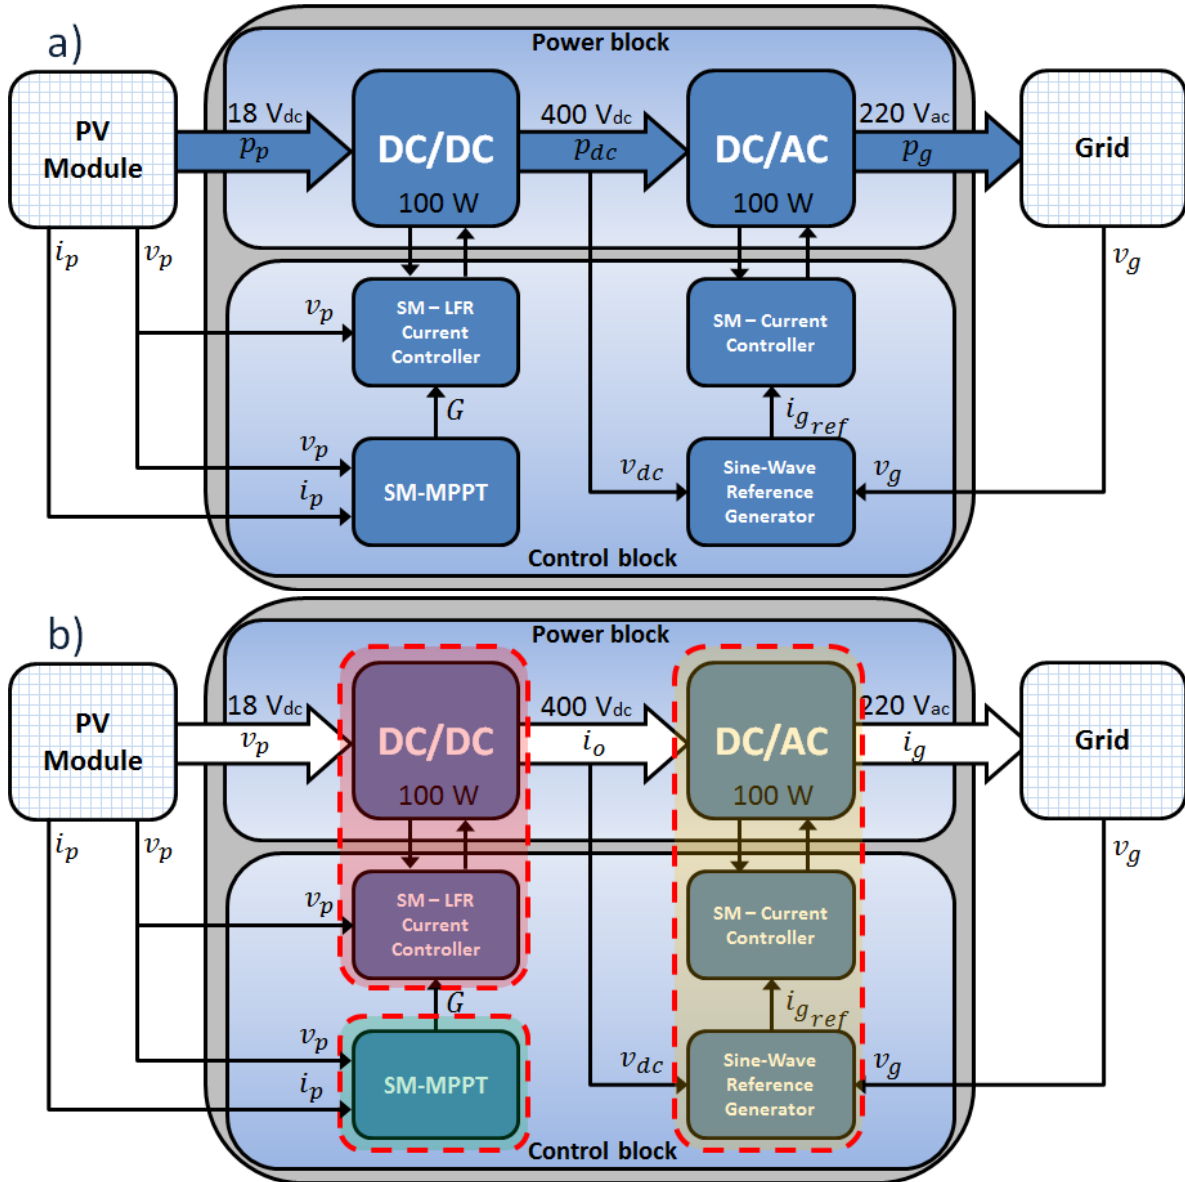 a)
Power block
PV
Module
18 Vdc
pp
DC/DC
100 W
400 Vdc
pdc
DC/AC
100 W
220 Vac
pg
Grid
ip
vp
vg
vp
SM – LFR
Current
Controller
SM – Current
Controller
G
ig ref
vp
ip
SM-MPPT
vdc
Sine-Wave
Reference
Generator
vg
Control block
b)
Power block
PV
Module
18 Vdc
vp
DC/DC
100 W
400 Vdc
io
DC/AC
100 W
220 Vac
ig
Grid
ip
vp
vg
vp
SM – LFR
Current
Controller
SM – Current
Controller
G
ig ref
vp
ip
SM-MPPT
vdc
Sine-Wave
Reference
Generator
vg
Control block